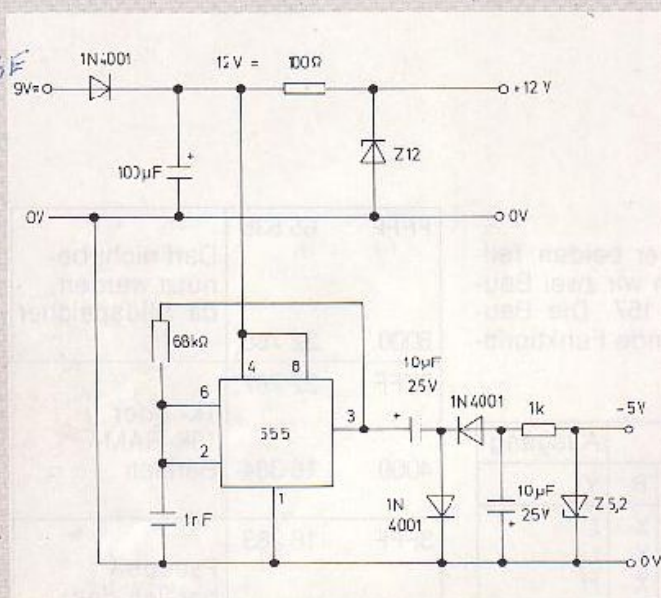 1N4001
12V =
100Ω
9V=
+12 V
100µF
+
Z12
0V
0V
68kΩ
4
8
10µF
25V
6
3
+
1N4001
1k
-5V
555
2
1
1N
4001
10µF
25V
+
Z5,2
1nF
0V